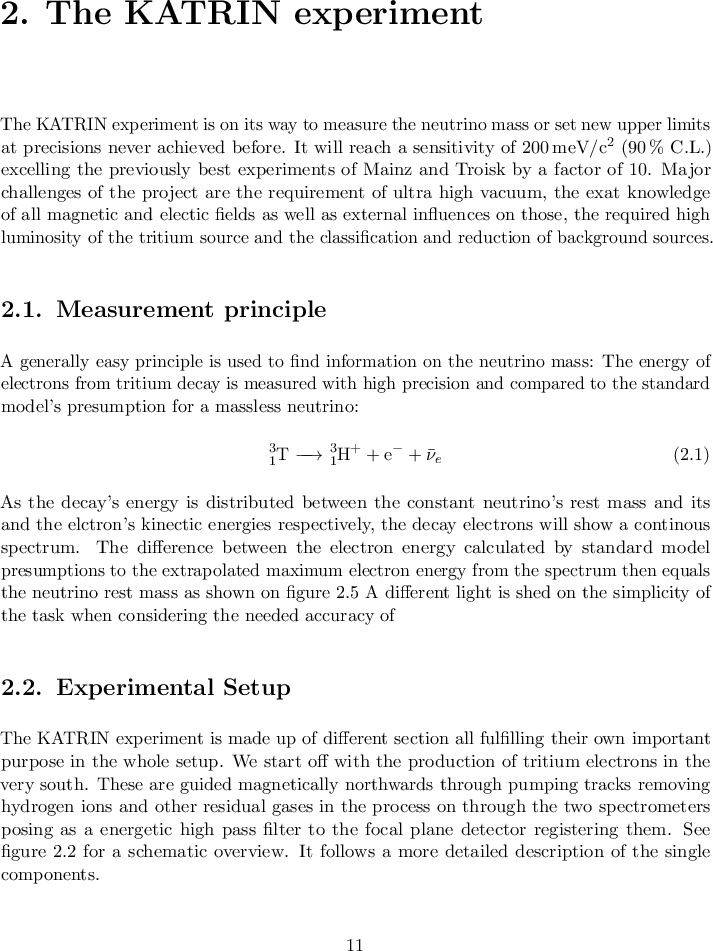 2. The KATRIN experiment
The KATRIN experiment is on its way to measure the neutrino mass or set new upper limits
at precisions never achieved before. It will reach a sensitivity of 200 meV/c² (90 % C.L.)
excelling the previously best experiments of Mainz and Troisk by a factor of 10. Major
challenges of the project are the requirement of ultra high vacuum, the exat knowledge
of all magnetic and electic fields as well as external influences on those, the required high
luminosity of the tritium source and the classification and reduction of background sources.
2.1. Measurement principle
A generally easy principle is used to find information on the neutrino mass: The energy of
electrons from tritium decay is measured with high precision and compared to the standard
model's presumption for a massless neutrino:
³₁T ⟶ ³₁H⁺ + e⁻ + ν̄ₑ (2.1)
As the decay's energy is distributed between the constant neutrino's rest mass and its
and the elctron's kinectic energies respectively, the decay electrons will show a continous
spectrum. The difference between the electron energy calculated by standard model
presumptions to the extrapolated maximum electron energy from the spectrum then equals
the neutrino rest mass as shown on figure 2.5 A different light is shed on the simplicity of
the task when considering the needed accuracy of
2.2. Experimental Setup
The KATRIN experiment is made up of different section all fulfilling their own important
purpose in the whole setup. We start off with the production of tritium electrons in the
very south. These are guided magnetically northwards through pumping tracks removing
hydrogen ions and other residual gases in the process on through the two spectrometers
posing as a energetic high pass filter to the focal plane detector registering them. See
figure 2.2 for a schematic overview. It follows a more detailed description of the single
components.
11